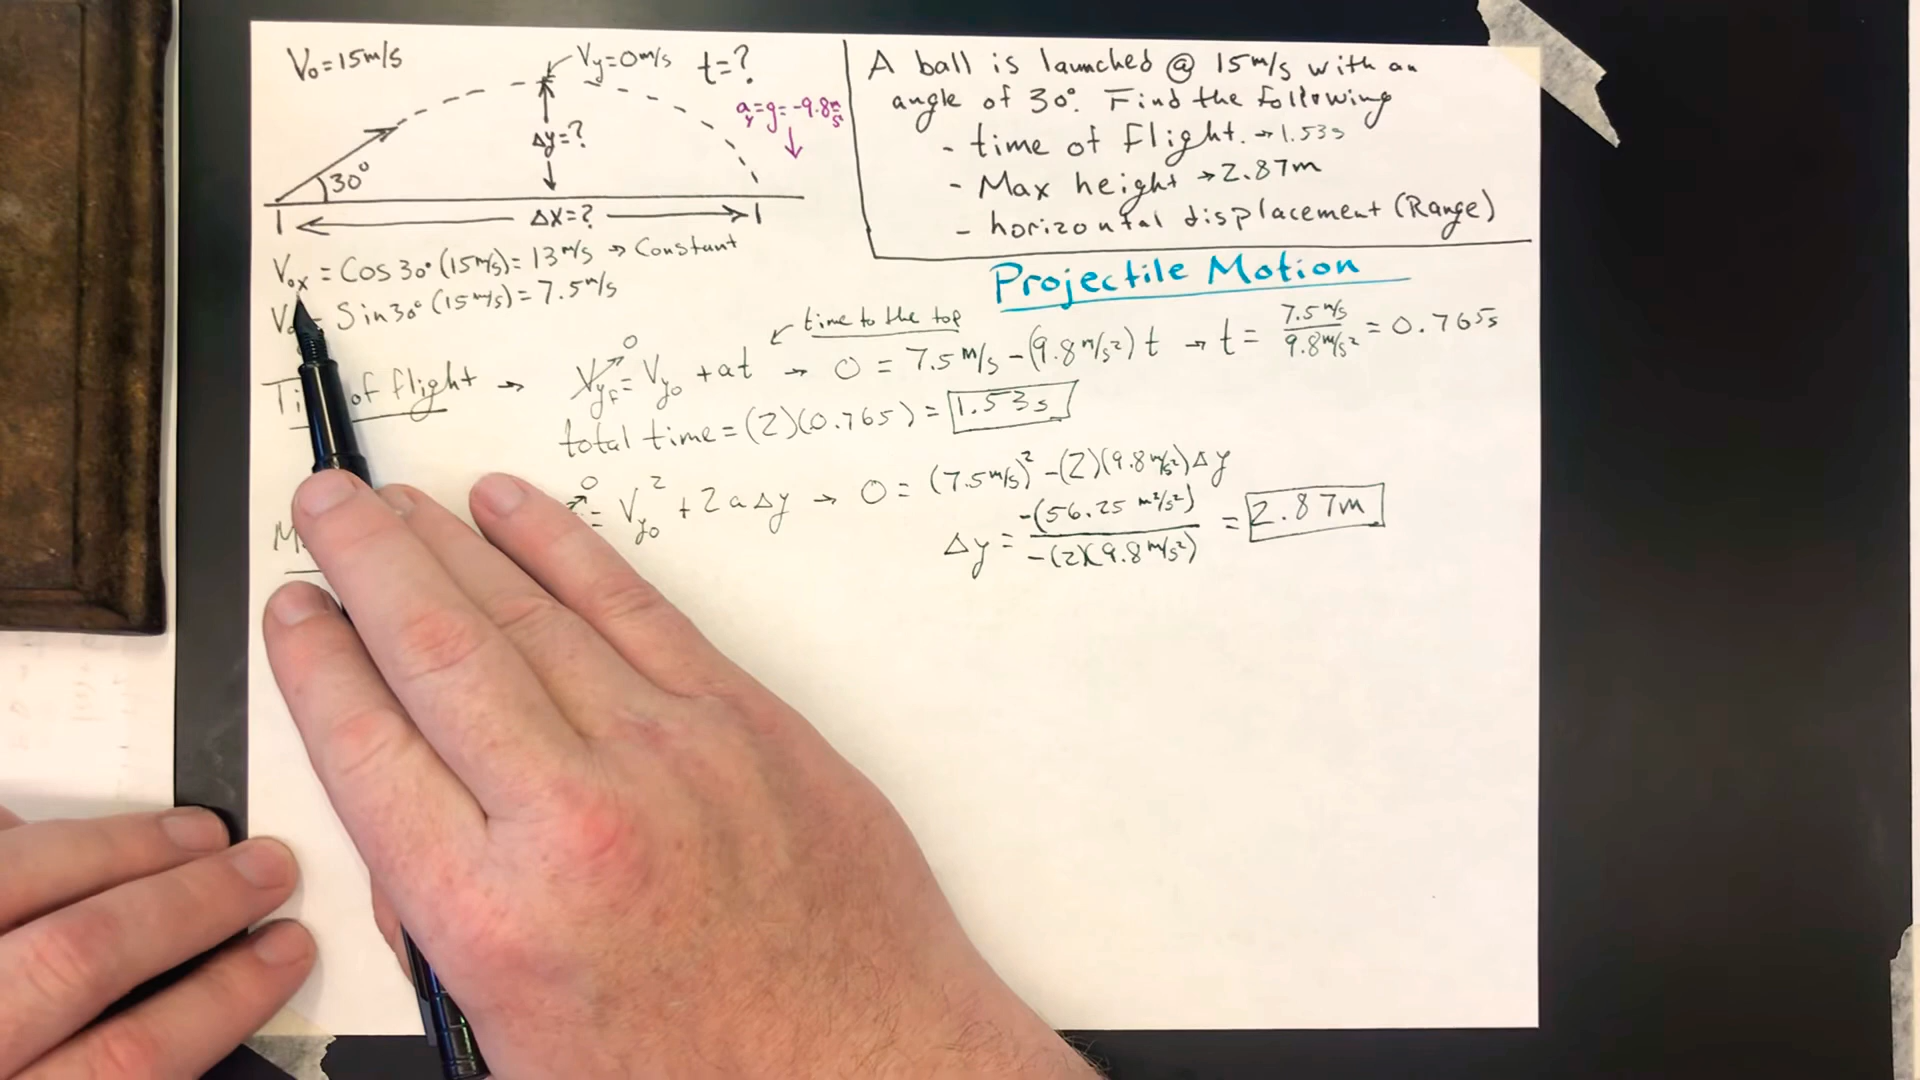 V₀=15m/s
Vy=0m/s
t=?
ay=g=-9.8m/s
Δy=?
30°
Δx=?
A ball is launched @ 15m/s with an
angle of 30°. Find the following
- time of flight. → 1.53s
- Max height → 2.87m
- horizontal displacement (Range)
Projectile Motion
V₀x = Cos30° (15m/s) = 13m/s → Constant
Sin30° (15m/s) = 7.5m/s
time to the top
of flight → Vyf = Vy₀ + at → 0 = 7.5m/s - (9.8m/s²)t → t = 7.5m/s / 9.8m/s² = 0.765s
0
total time = (2)(0.765) = 1.53s
0
= Vy₀² + 2aΔy → 0 = (7.5m/s)² - (2)(9.8m/s²)Δy
Δy = -(56.25 m²/s²) / -(2)(9.8m/s²) = 2.87m